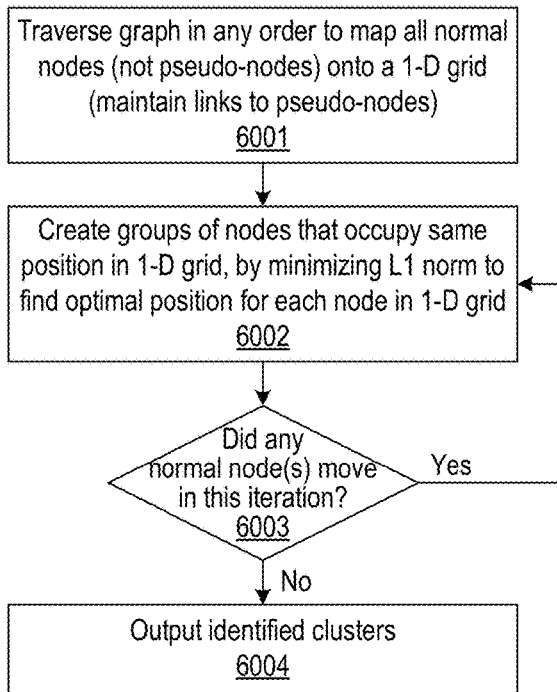 Traverse graph in any order to map all normal
nodes (not pseudo-nodes) onto a 1-D grid
(maintain links to pseudo-nodes)
6001
Create groups of nodes that occupy same
position in 1-D grid, by minimizing L1 norm to
find optimal position for each node in 1-D grid
6002
Did any
normal node(s) move
in this iteration?
6003
Yes
No
Output identified clusters
6004